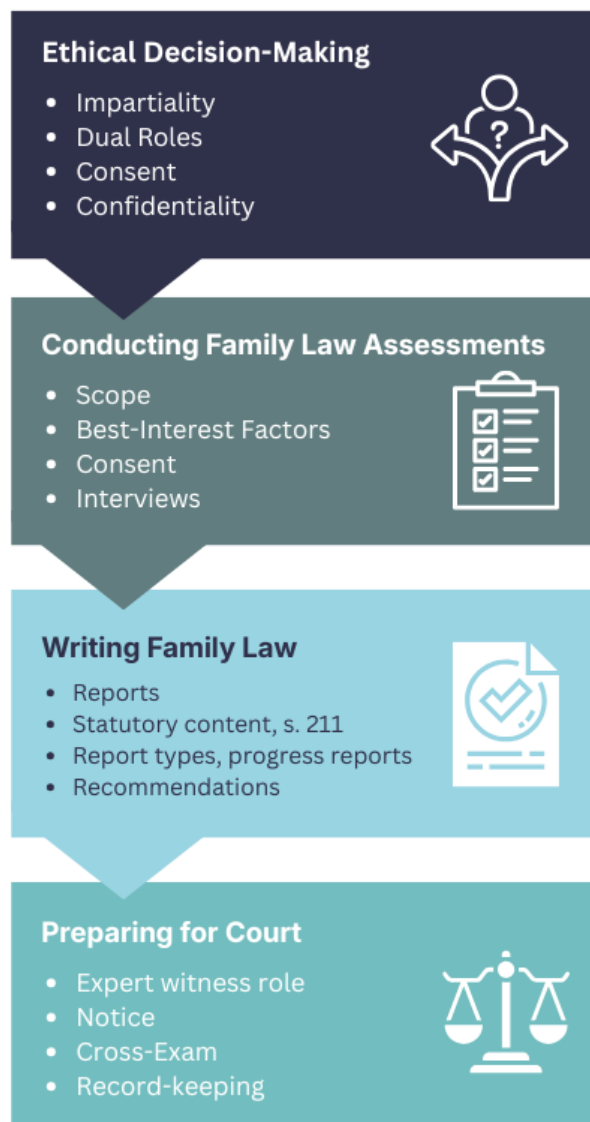 Ethical Decision-Making
• Impartiality
• Dual Roles
• Consent
• Confidentiality
?
Conducting Family Law Assessments
• Scope
• Best-Interest Factors
• Consent
• Interviews
Writing Family Law
• Reports
• Statutory content, s. 211
• Report types, progress reports
• Recommendations
Preparing for Court
• Expert witness role
• Notice
• Cross-Exam
• Record-keeping